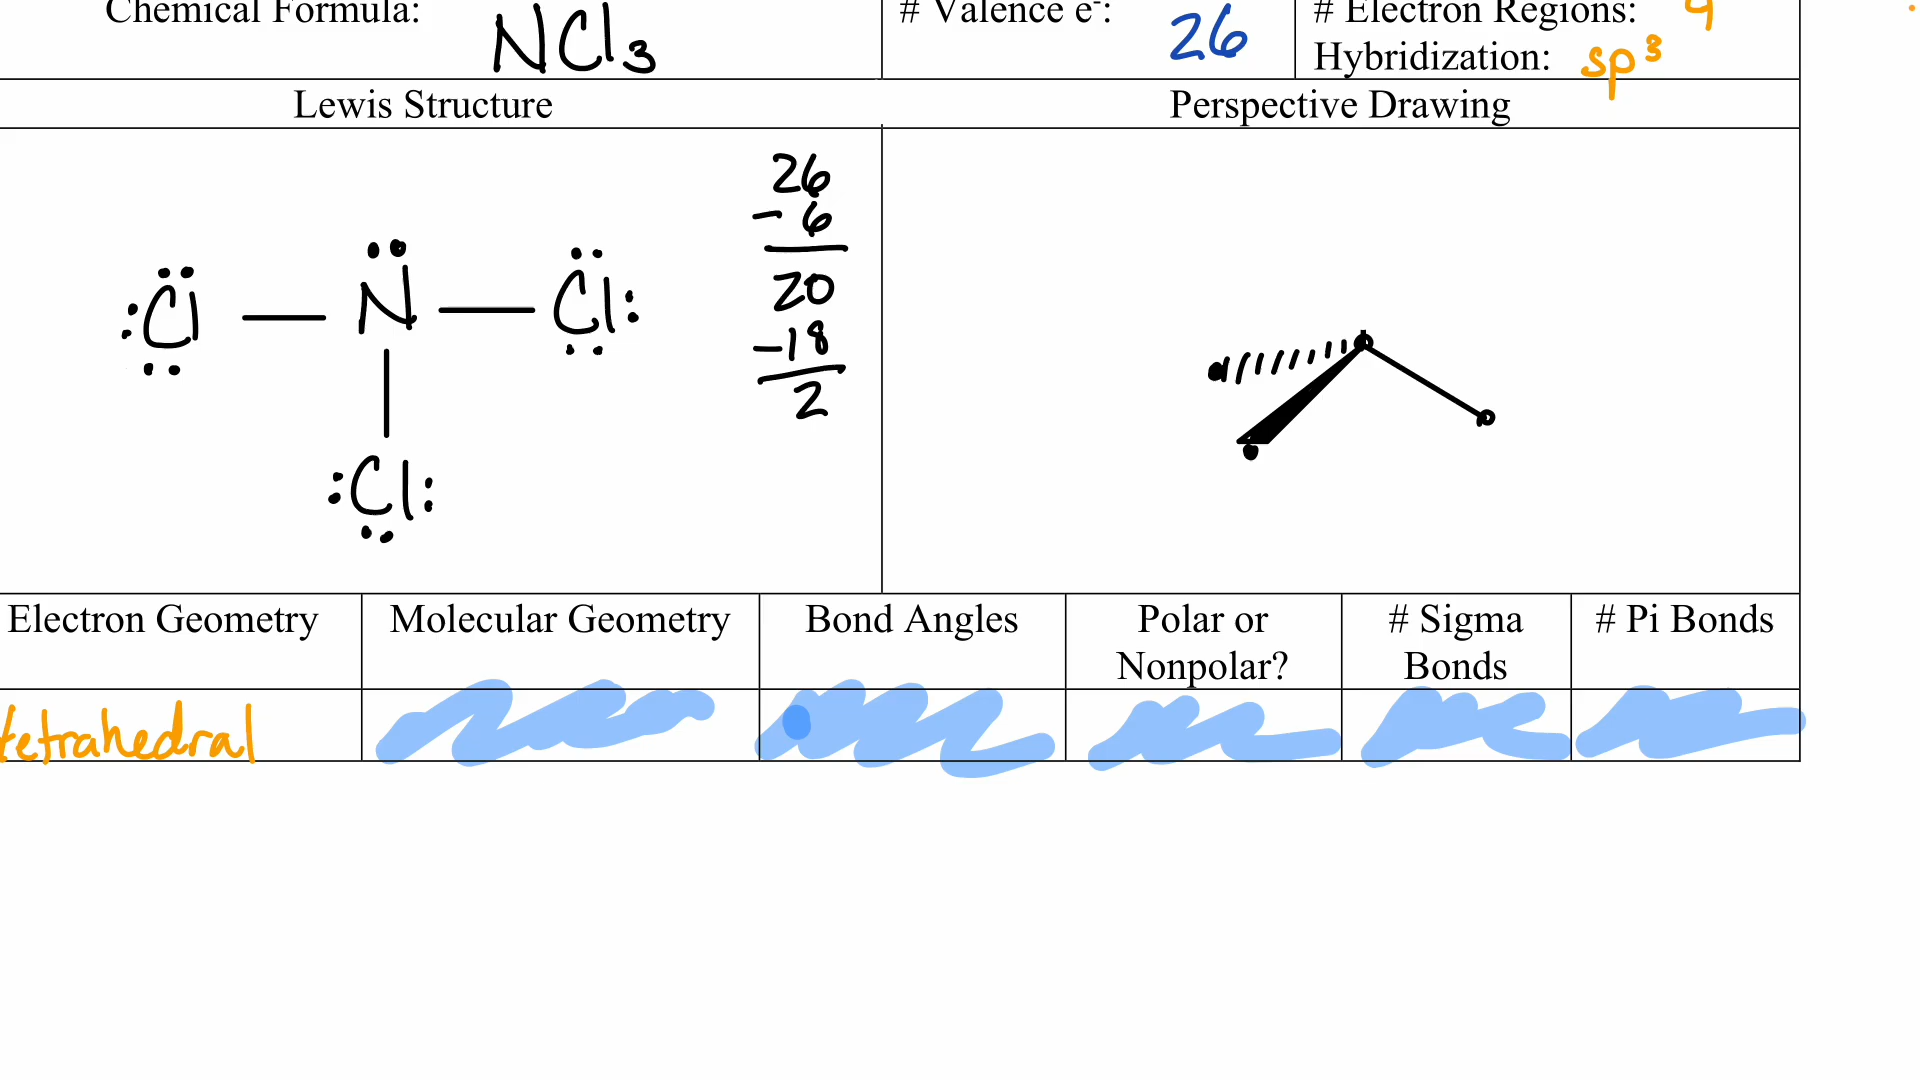 Chemical Formula: NCl3
# Valence e-: 26
# Electron Regions: 4
Hybridization: sp3
Lewis Structure
Perspective Drawing
:Cl — N — Cl:
:Cl:
26
- 6
20
-18
2
Electron Geometry
Molecular Geometry
Bond Angles
Polar or
Nonpolar?
# Sigma
Bonds
# Pi Bonds
tetrahedral